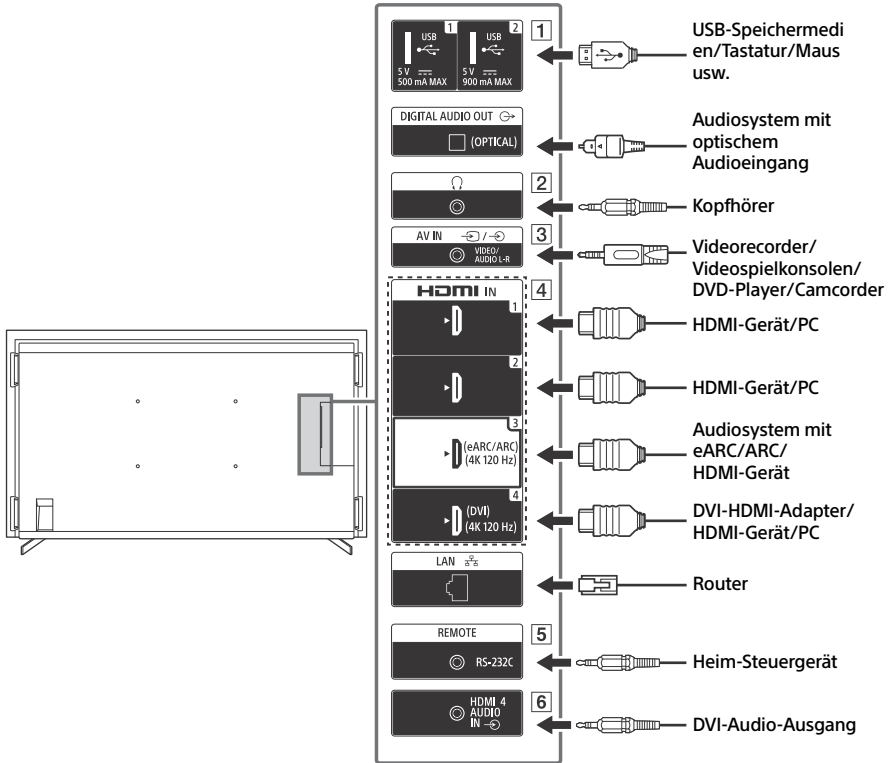 1 2 1
USB USB
5 V 5 V
500 mA MAX 900 mA MAX
USB-Speichermedi
en/Tastatur/Maus
usw.
DIGITAL AUDIO OUT
(OPTICAL)
Audiosystem mit
optischem
Audioeingang
2
Kopfhörer
AV IN /
3
VIDEO/
AUDIO L-R
Videorecorder/
Videospielkonsolen/
DVD-Player/Camcorder
HDMI IN
4
1
HDMI-Gerät/PC
2
HDMI-Gerät/PC
3
(eARC/ARC)
(4K 120 Hz)
Audiosystem mit
eARC/ARC/
HDMI-Gerät
4
(DVI)
(4K 120 Hz)
DVI-HDMI-Adapter/
HDMI-Gerät/PC
LAN
Router
REMOTE
5
RS-232C
Heim-Steuergerät
6
HDMI 4
AUDIO
IN
DVI-Audio-Ausgang